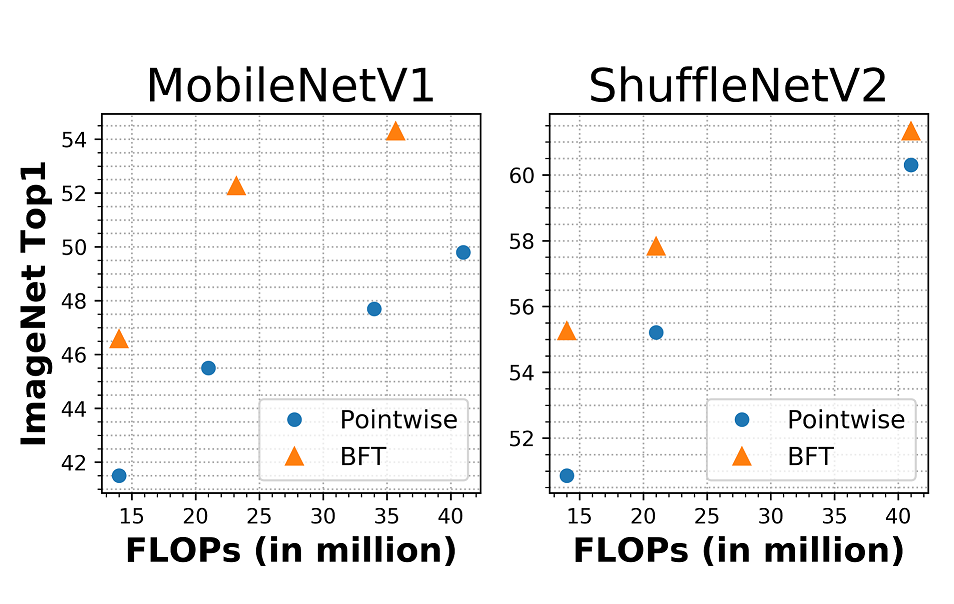 MobileNetV1
ShuffleNetV2
ImageNet Top1
54
52
50
48
46
44
42
15 20 25 30 35 40
FLOPs (in million)
Pointwise
BFT
60
58
56
54
52
15 20 25 30 35 40
FLOPs (in million)
Pointwise
BFT